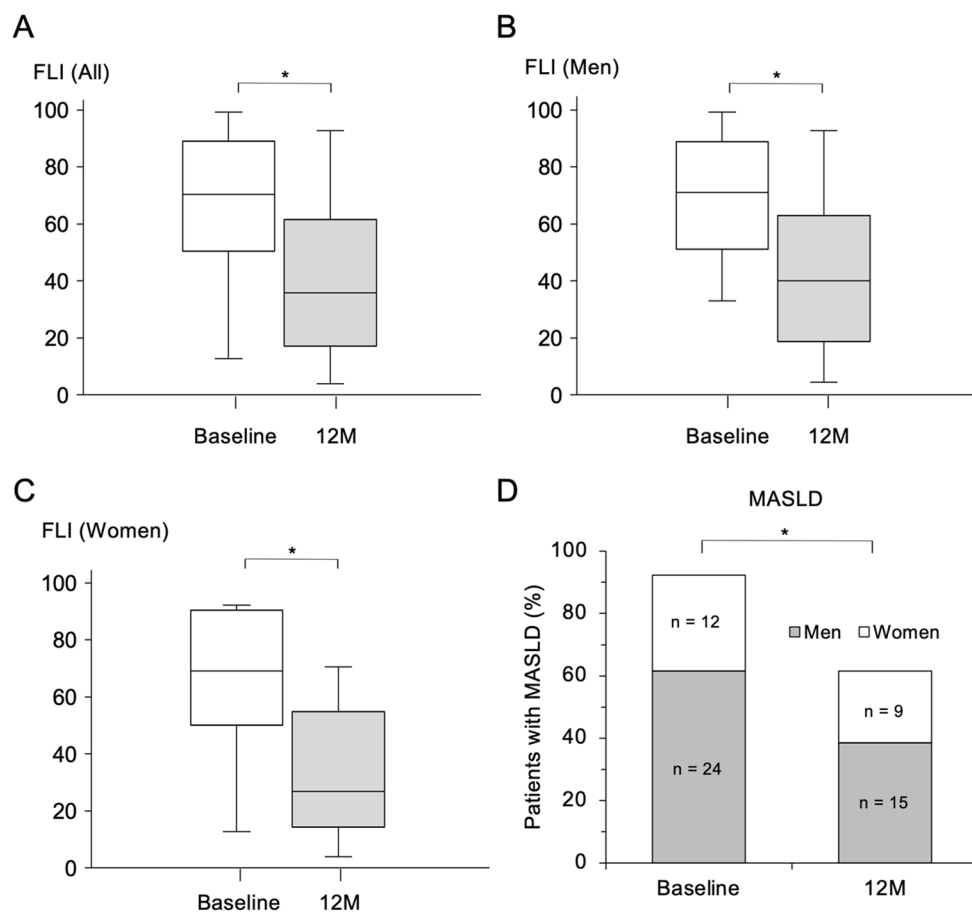 A
FLI (All)
*
100
80
60
40
20
0
Baseline 12M
B
FLI (Men)
*
100
80
60
40
20
0
Baseline 12M
C
FLI (Women)
*
100
80
60
40
20
0
Baseline 12M
D
MASLD
*
Patients with MASLD (%)
100
80
60
40
20
0
Men Women
n = 12
n = 24
n = 9
n = 15
Baseline 12M